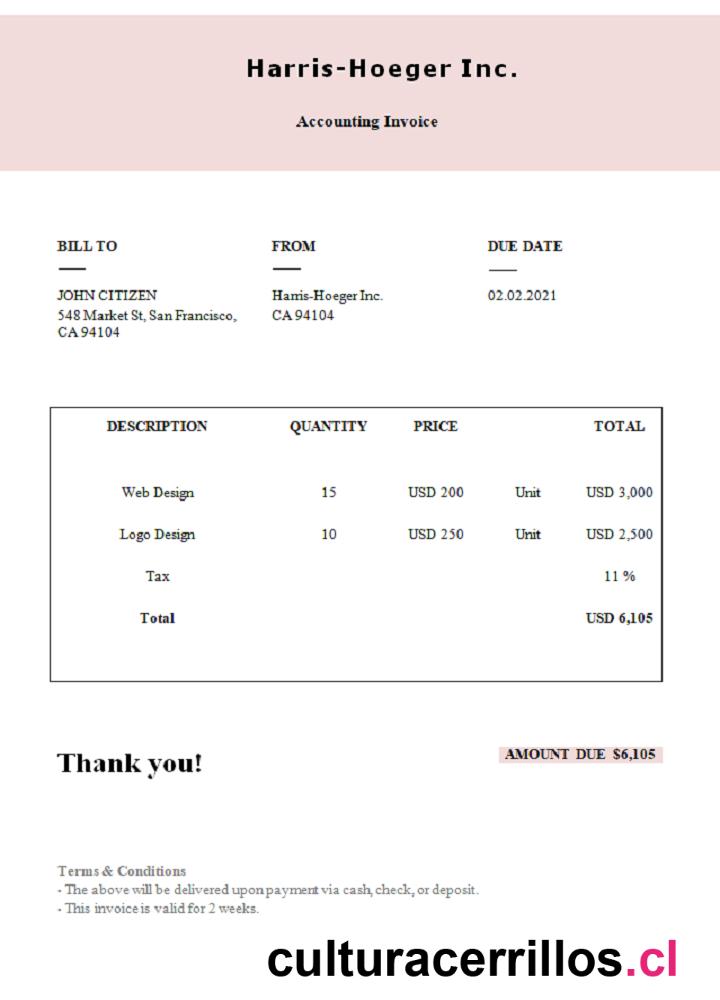 Harris-Hoeger Inc.
Accounting Invoice
BILL TO
JOHN CITIZEN
548 Market St, San Francisco,
CA 94104
FROM
Harris-Hoeger Inc.
CA 94104
DUE DATE
02.02.2021
DESCRIPTION QUANTITY PRICE TOTAL
Web Design 15 USD 200 Unit USD 3,000
Logo Design 10 USD 250 Unit USD 2,500
Tax 11 %
Total USD 6,105
Thank you!
AMOUNT DUE $6,105
Terms & Conditions
- The above will be delivered upon payment via cash, check, or deposit.
- This invoice is valid for 2 weeks.
culturacerrillos.cl